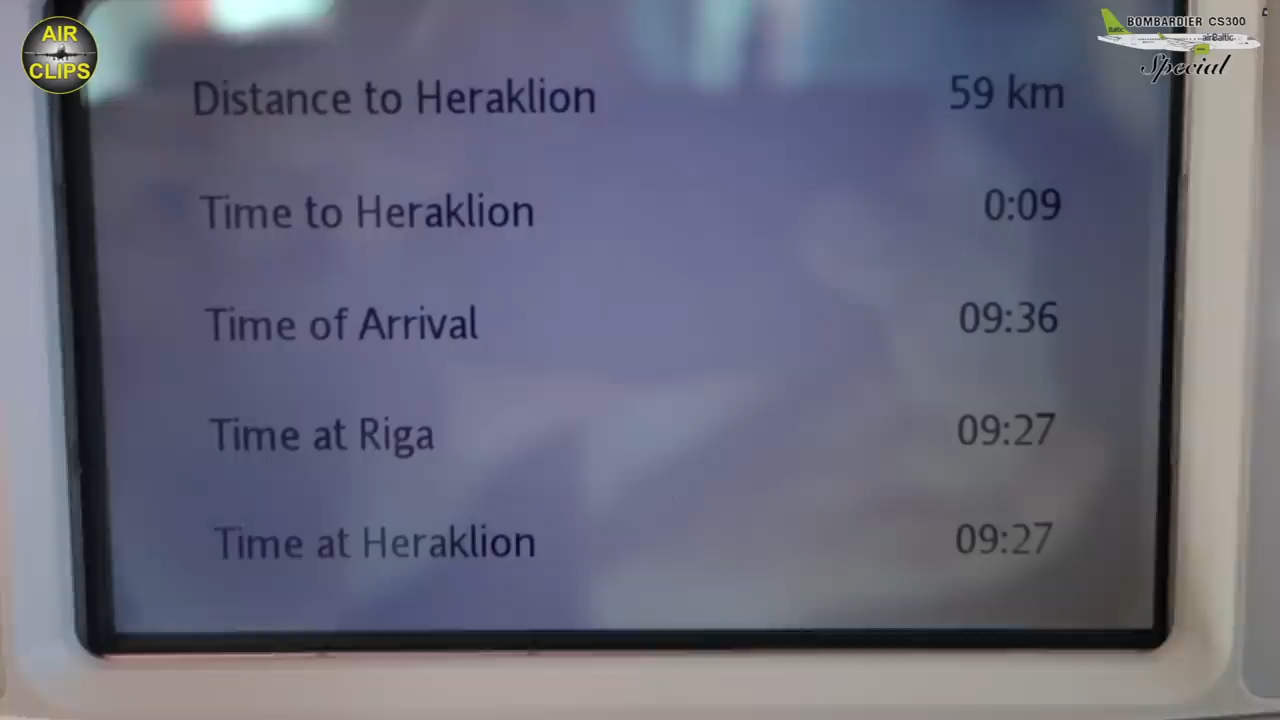 AIR
CLIPS
BOMBARDIER CS300
airBaltic
Baltic
Special
Distance to Heraklion 59 km
Time to Heraklion 0:09
Time of Arrival 09:36
Time at Riga 09:27
Time at Heraklion 09:27